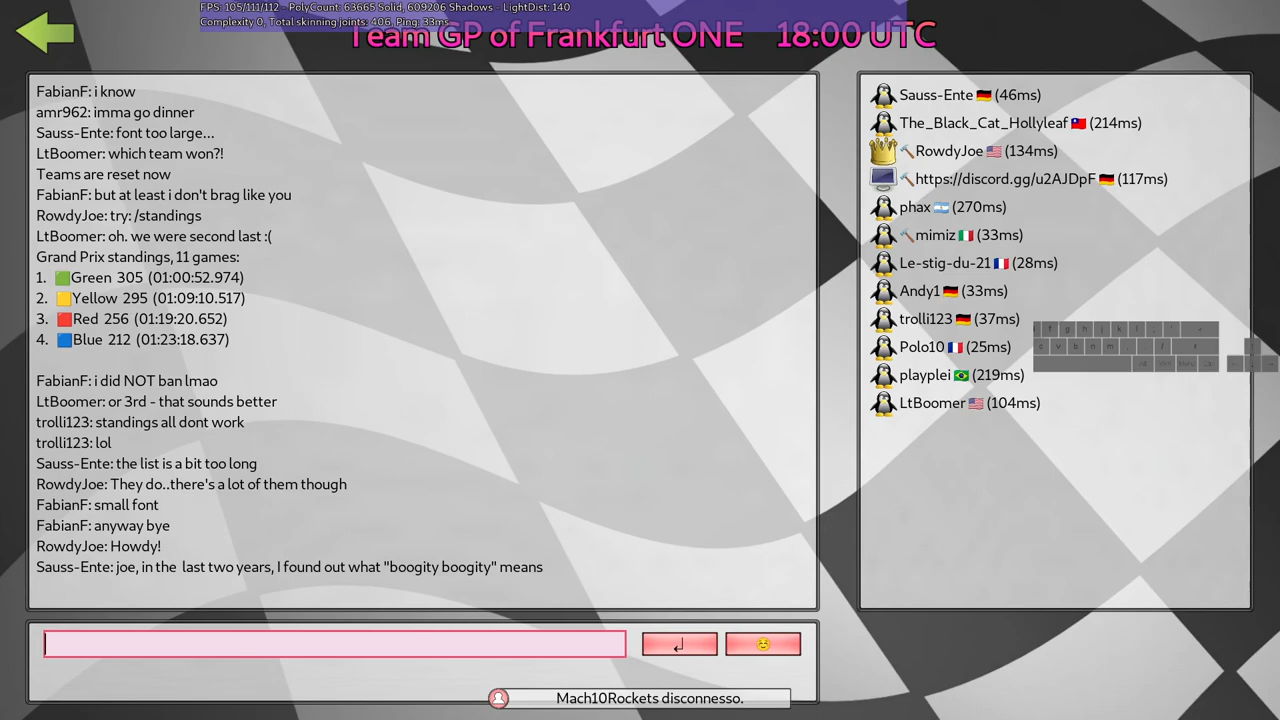 FPS: 105/111/112 - PolyCount: 63665 Solid, 609206 Shadows - LightDist: 140
Complexity 0, Total skinning joints: 406, Ping: 33ms
Team GP of Frankfurt ONE 18:00 UTC
FabianF: i know
amr962: imma go dinner
Sauss-Ente: font too large...
LtBoomer: which team won?!
Teams are reset now
FabianF: but at least i don't brag like you
RowdyJoe: try: /standings
LtBoomer: oh. we were second last :(
Grand Prix standings, 11 games:
1. 🟩Green 305 (01:00:52.974)
2. 🟨Yellow 295 (01:09:10.517)
3. 🟥Red 256 (01:19:20.652)
4. 🟦Blue 212 (01:23:18.637)
FabianF: i did NOT ban lmao
LtBoomer: or 3rd - that sounds better
trolli123: standings all dont work
trolli123: lol
Sauss-Ente: the list is a bit too long
RowdyJoe: They do..there's a lot of them though
FabianF: small font
FabianF: anyway bye
RowdyJoe: Howdy!
Sauss-Ente: joe, in the last two years, I found out what "boogity boogity" means
Sauss-Ente 🇩🇪 (46ms)
The_Black_Cat_Hollyleaf 🇹🇼 (214ms)
🔨RowdyJoe 🇺🇸 (134ms)
🔨https://discord.gg/u2AJDpF 🇩🇪 (117ms)
phax 🇦🇷 (270ms)
🔨mimiz 🇮🇹 (33ms)
Le-stig-du-21 🇫🇷 (28ms)
Andy1 🇩🇪 (33ms)
trolli123 🇩🇪 (37ms)
Polo10 🇫🇷 (25ms)
playplei 🇧🇷 (219ms)
LtBoomer 🇺🇸 (104ms)
f g h j k l ; '
c v b n m , . /
Alt Win Menu Ctrl
Mach10Rockets disconnesso.